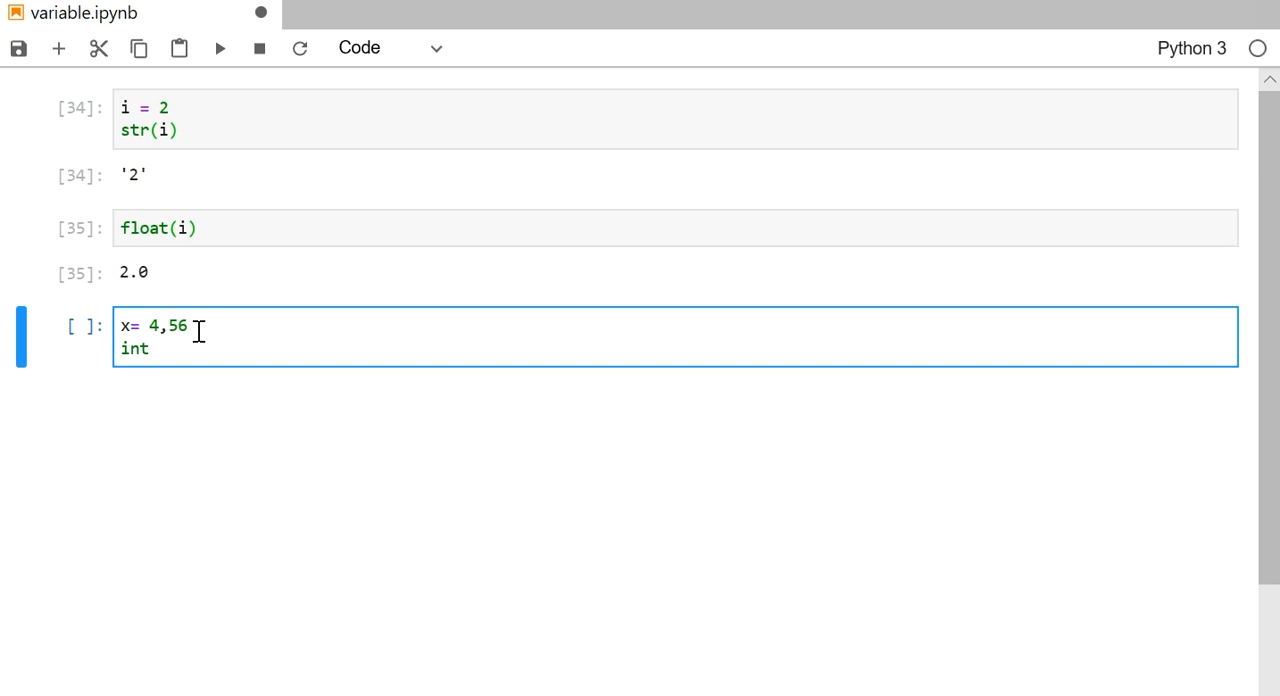 variable.ipynb
Code
Python 3
[34]:
i = 2
str(i)
[34]:
'2'
[35]:
float(i)
[35]:
2.0
[ ]:
x= 4,56
int